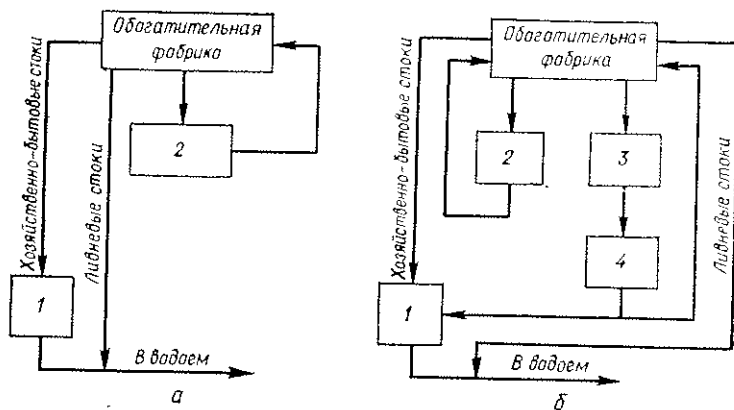 Обогатительная
фабрика
Хозяйственно-бытовые стоки
Ливневые стоки
2
1
В водоем
а
Обогатительная
фабрика
Хозяйственно-бытовые стоки
Ливневые стоки
2
3
4
1
В водоем
б